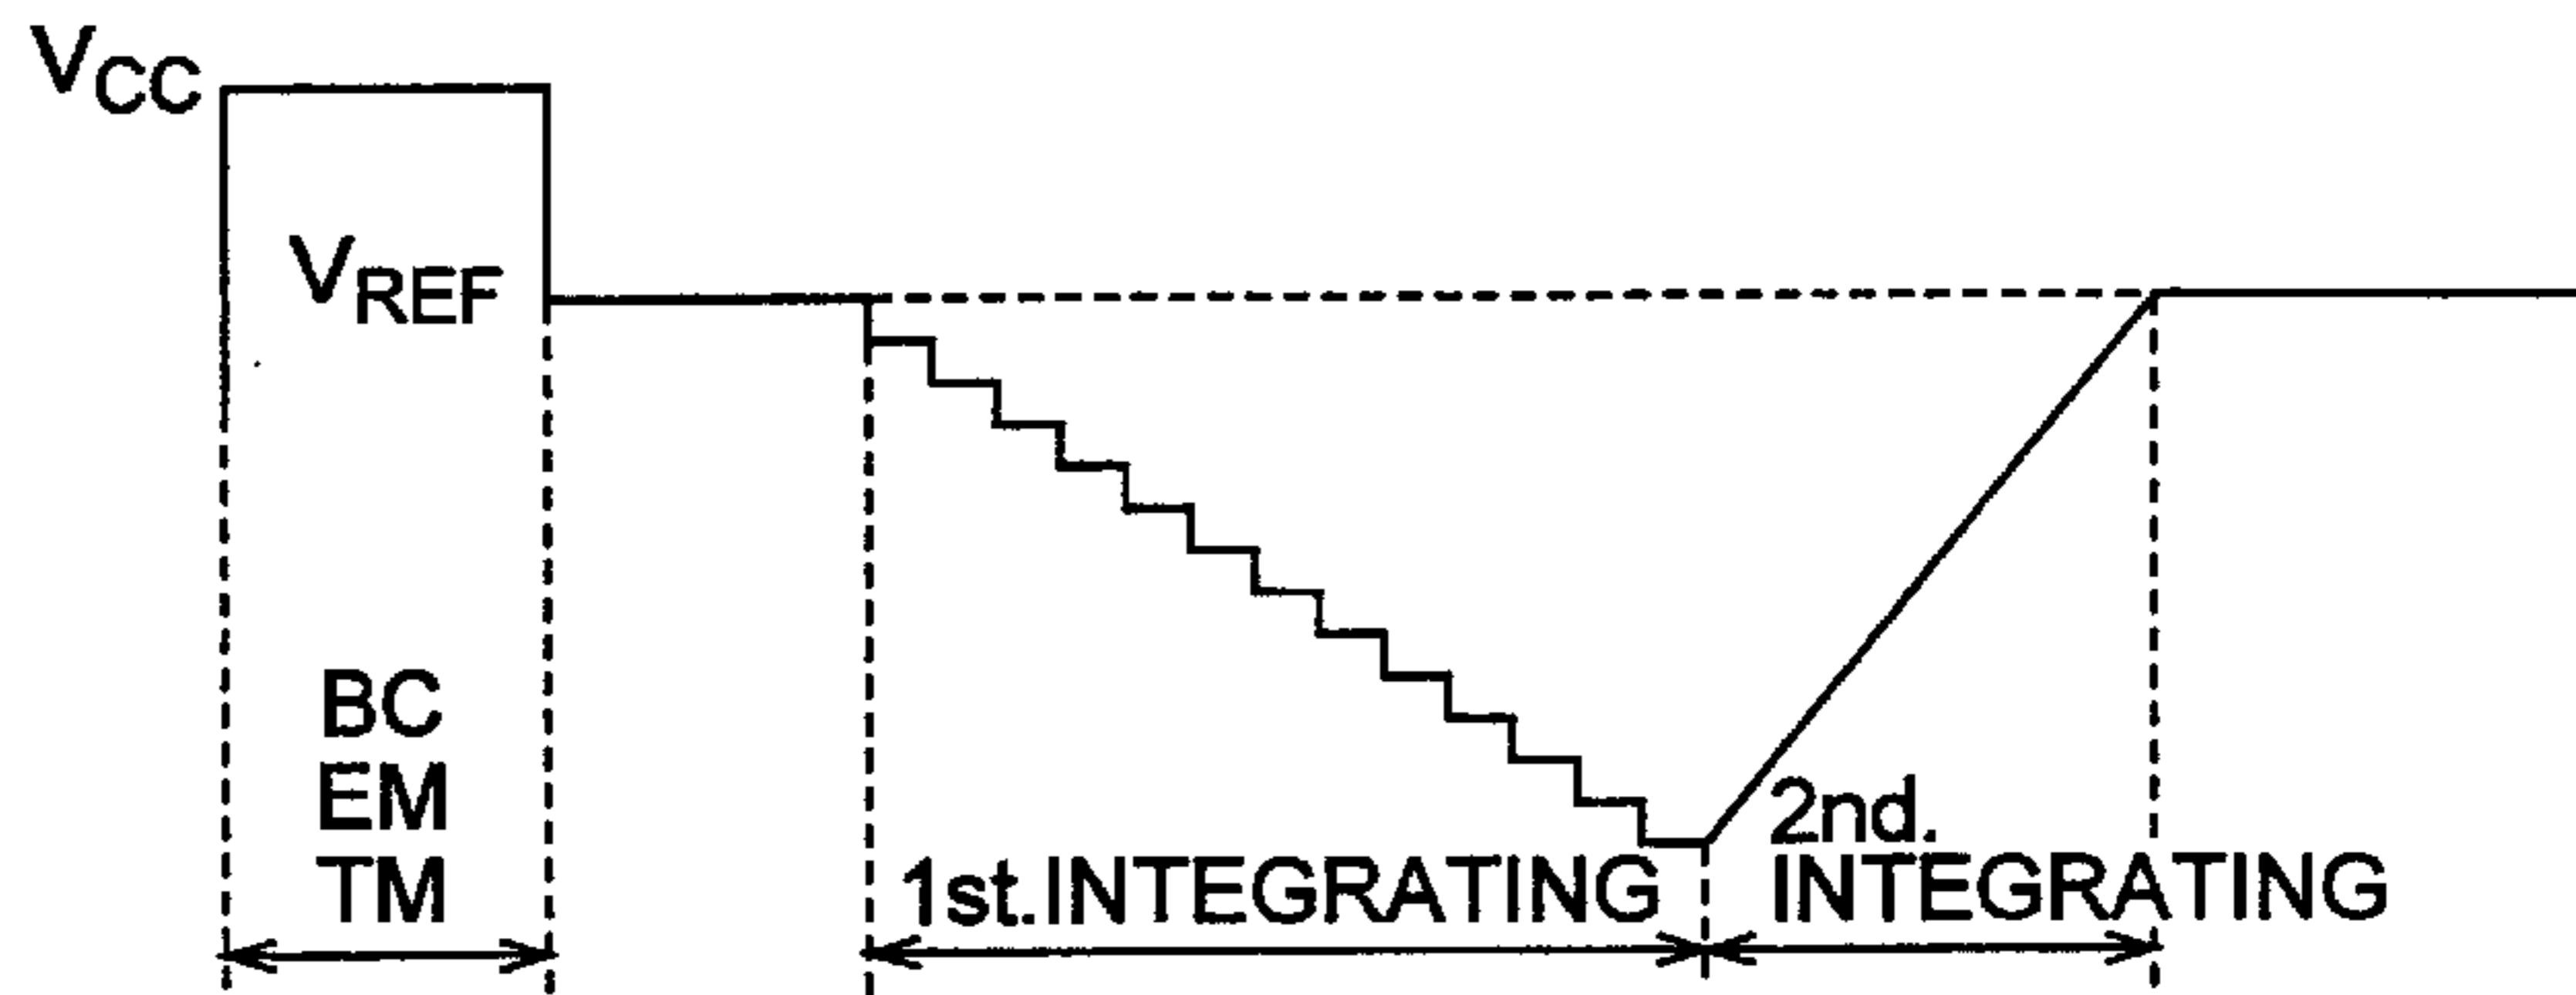 VCC
VREF
BC
EM
TM
1st.INTEGRATING
2nd.
INTEGRATING